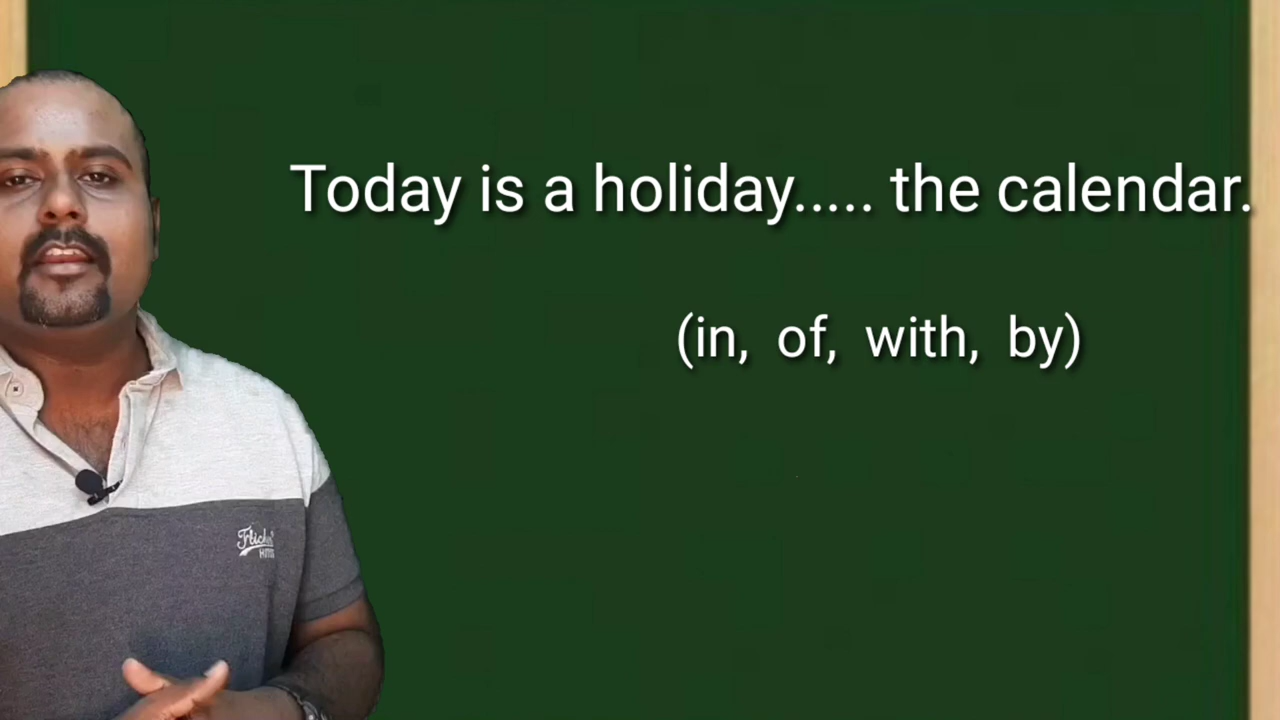 Today is a holiday..... the calendar.
(in, of, with, by)